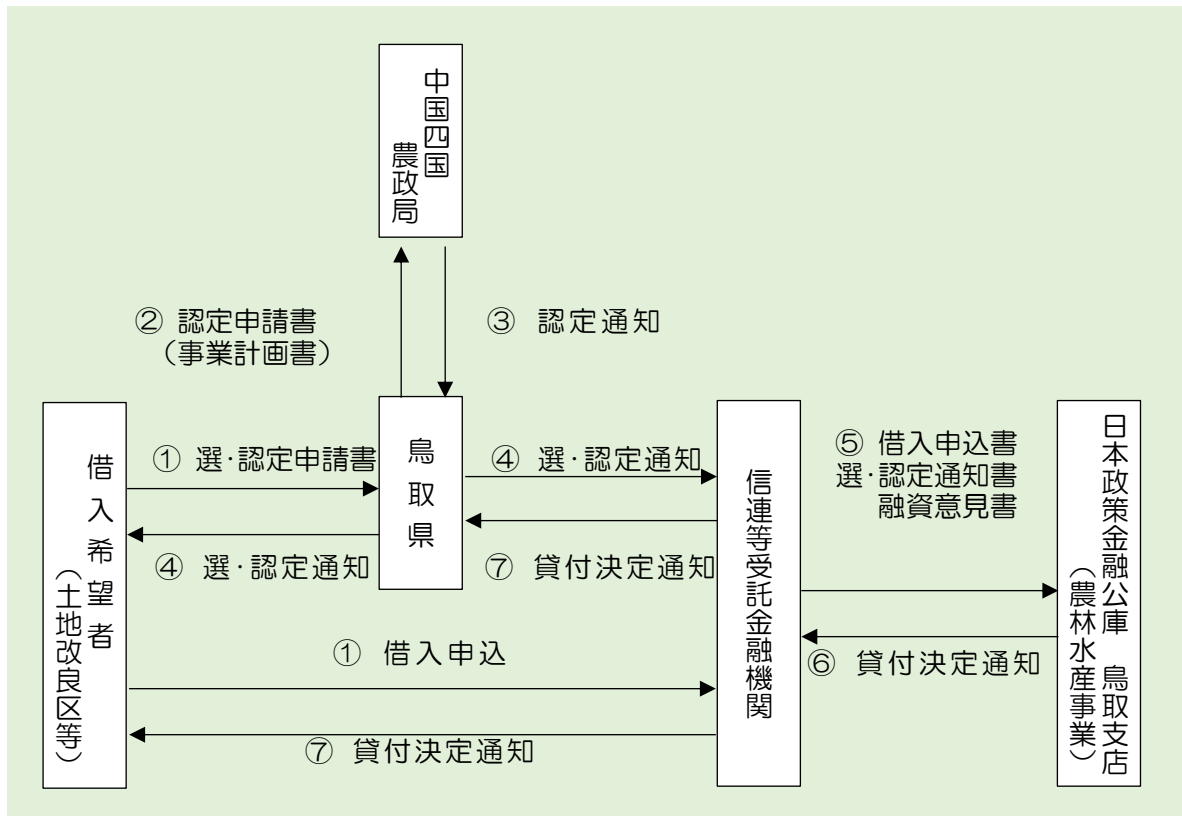 中国四国
農政局
② 認定申請書
（事業計画書）
③ 認定通知
借入希望者
（土地改良区等）
① 選・認定申請書
④ 選・認定通知
鳥取県
④ 選・認定通知
⑦ 貸付決定通知
① 借入申込
⑦ 貸付決定通知
信連等受託金融機関
⑤ 借入申込書
選・認定通知書
融資意見書
⑥ 貸付決定通知
日本政策金融公庫 鳥取支店
（農林水産事業）